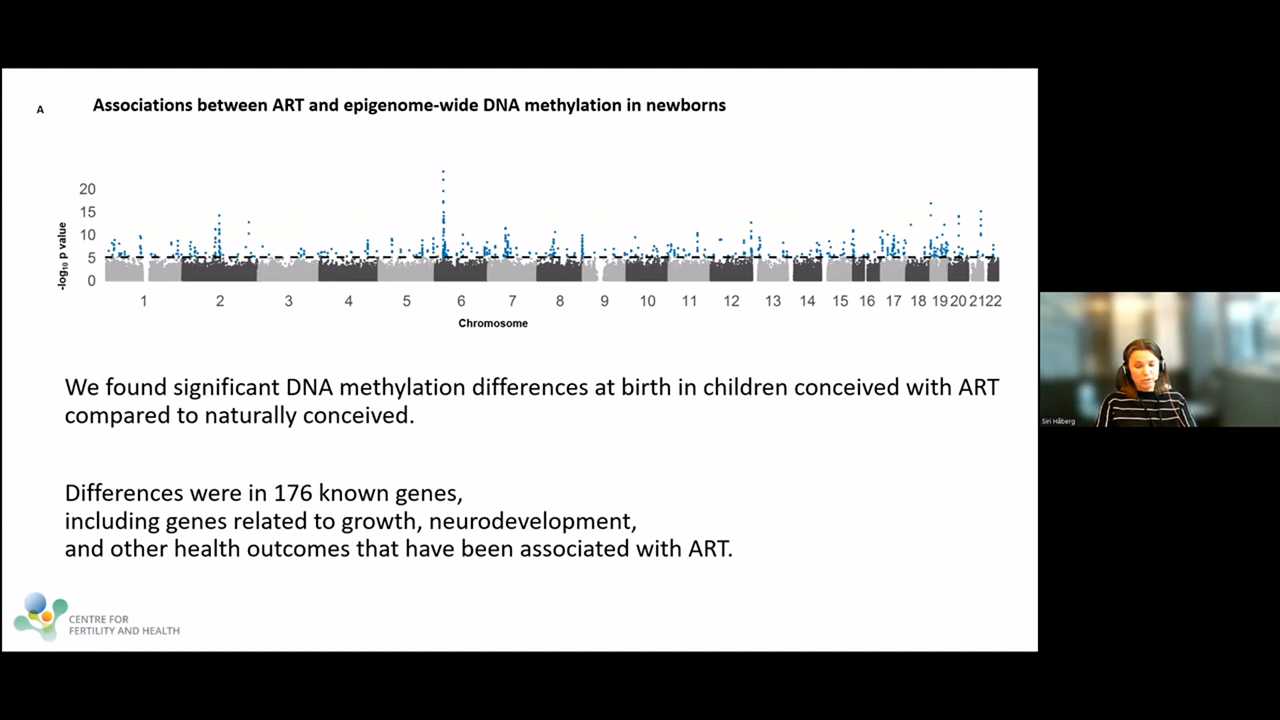 A
Associations between ART and epigenome-wide DNA methylation in newborns
20
15
10
5
0
-log₁₀ p value
1 2 3 4 5 6 7 8 9 10 11 12 13 14 15 16 17 18 19 20 21 22
Chromosome
We found significant DNA methylation differences at birth in children conceived with ART
compared to naturally conceived.
Differences were in 176 known genes,
including genes related to growth, neurodevelopment,
and other health outcomes that have been associated with ART.
CENTRE FOR
FERTILITY AND HEALTH
Siri Håberg